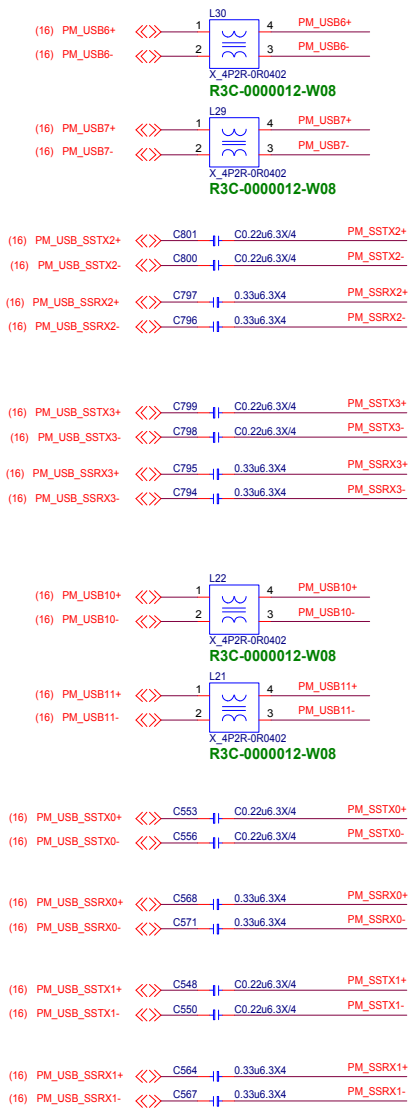 L30
(16) PM_USB6+ 1 4 PM_USB6+
(16) PM_USB6- 2 3 PM_USB6-
X_4P2R-0R0402
R3C-0000012-W08
L29
(16) PM_USB7+ 1 4 PM_USB7+
(16) PM_USB7- 2 3 PM_USB7-
X_4P2R-0R0402
R3C-0000012-W08
(16) PM_USB_SSTX2+ C801 C0.22u6.3X/4 PM_SSTX2+
(16) PM_USB_SSTX2- C800 C0.22u6.3X/4 PM_SSTX2-
(16) PM_USB_SSRX2+ C797 0.33u6.3X4 PM_SSRX2+
(16) PM_USB_SSRX2- C796 0.33u6.3X4 PM_SSRX2-
(16) PM_USB_SSTX3+ C799 C0.22u6.3X/4 PM_SSTX3+
(16) PM_USB_SSTX3- C798 C0.22u6.3X/4 PM_SSTX3-
(16) PM_USB_SSRX3+ C795 0.33u6.3X4 PM_SSRX3+
(16) PM_USB_SSRX3- C794 0.33u6.3X4 PM_SSRX3-
L22
(16) PM_USB10+ 1 4 PM_USB10+
(16) PM_USB10- 2 3 PM_USB10-
X_4P2R-0R0402
R3C-0000012-W08
L21
(16) PM_USB11+ 1 4 PM_USB11+
(16) PM_USB11- 2 3 PM_USB11-
X_4P2R-0R0402
R3C-0000012-W08
(16) PM_USB_SSTX0+ C553 C0.22u6.3X/4 PM_SSTX0+
(16) PM_USB_SSTX0- C556 C0.22u6.3X/4 PM_SSTX0-
(16) PM_USB_SSRX0+ C568 0.33u6.3X4 PM_SSRX0+
(16) PM_USB_SSRX0- C571 0.33u6.3X4 PM_SSRX0-
(16) PM_USB_SSTX1+ C548 C0.22u6.3X/4 PM_SSTX1+
(16) PM_USB_SSTX1- C550 C0.22u6.3X/4 PM_SSTX1-
(16) PM_USB_SSRX1+ C564 0.33u6.3X4 PM_SSRX1+
(16) PM_USB_SSRX1- C567 0.33u6.3X4 PM_SSRX1-